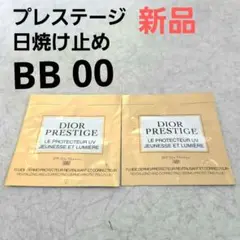 プレステージ
新品
日焼け止め
BB 00
DIOR
PRESTIGE
LE PROTECTEUR UV
JEUNESSE ET LUMIÈRE
DIOR
PRESTIGE
LE PROTECTEUR UV
JEUNESSE ET LUMIÈRE